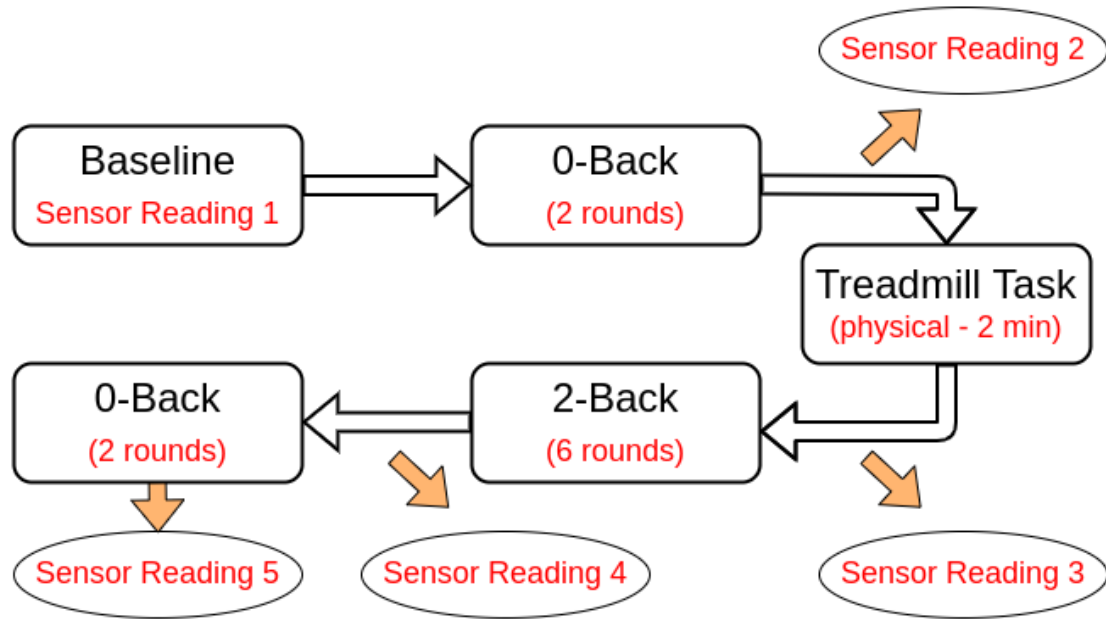 Sensor Reading 2
Baseline
Sensor Reading 1
0-Back
(2 rounds)
Treadmill Task
(physical - 2 min)
2-Back
(6 rounds)
0-Back
(2 rounds)
Sensor Reading 5
Sensor Reading 4
Sensor Reading 3